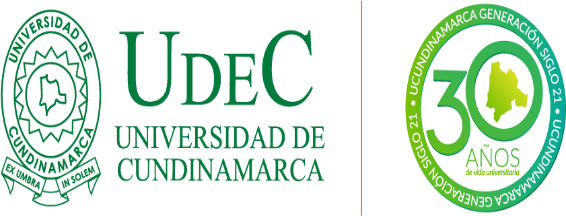 UNIVERSIDAD DE
CUNDINAMARCA
EX UMBRA IN SOLEM
UDEC
UNIVERSIDAD DE
CUNDINAMARCA
UCUNDINAMARCA GENERACIÓN SIGLO 21 • UCUNDINAMARCA GENERACIÓN SIGLO 21 •
30
AÑOS
de vida universitaria